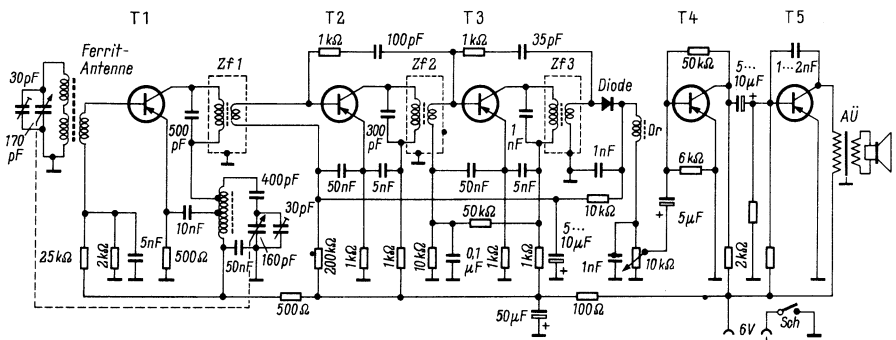 T1
T2
T3
T4
T5
1kΩ
100pF
1kΩ
35pF
50kΩ
1...2nF
Ferrit-
Antenne
Zf1
Zf2
Zf3
Diode
5...
10µF
AÜ
30pF
170
pF
500
pF
300
pF
1
nF
1nF
Dr
6kΩ
50nF
5nF
50nF
5nF
400pF
30pF
160pF
10nF
50nF
50kΩ
10kΩ
5...
10µF
5µF
25kΩ
2kΩ
5nF
500Ω
200kΩ
1kΩ
1kΩ
10kΩ
0,1
µF
1kΩ
1kΩ
1nF
10kΩ
2kΩ
500Ω
50µF
100Ω
6V
Soh